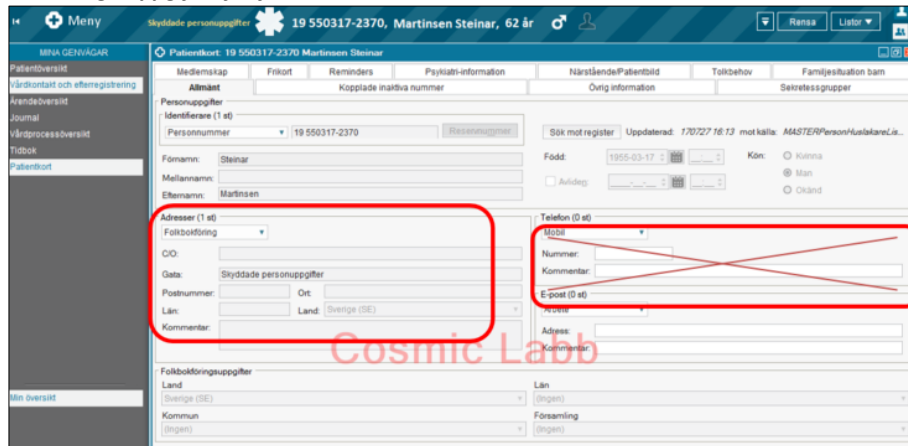 Meny
Skyddade personuppgifter
19 550317-2370, Martinsen Steinar, 62 år
Rensa
Listor
MINA GENVÄGAR
Patientöversikt
Vårdkontakt och efterregistrering
Ärendeöversikt
Journal
Vårdprocessöversikt
Tidbok
Patientkort
Min översikt
Patientkort: 19 550317-2370 Martinsen Steinar
Medlemskap Frikort Reminders Psykiatri-information Närstående/Patientbild Tolkbehov Familjesituation barn
Allmänt Kopplade inaktiva nummer Övrig information Sekretessgrupper
Personuppgifter
Identifierare (1 st)
Personnummer 19 550317-2370 Reservnummer Sök mot register Uppdaterad: 170727 16:13 mot källa: MASTERPersonHuslakareLis...
Förnamn: Steinar Född: 1955-03-17 Kön: Kvinna
Mellannamn: Man
Avliden:
Efternamn: Martinsen Okänd
Adresser (1 st) Telefon (0 st)
Folkbokföring Mobil
C/O: Nummer:
Gata: Skyddade personuppgifter Kommentar:
Postnummer: Ort: E-post (0 st)
Län: Land: Sverige (SE) Arbete
Kommentar: Adress:
Kommentar:
Cosmic Labb
Folkbokföringsuppgifter
Land Län
Sverige (SE) (Ingen)
Kommun Församling
(Ingen) (Ingen)